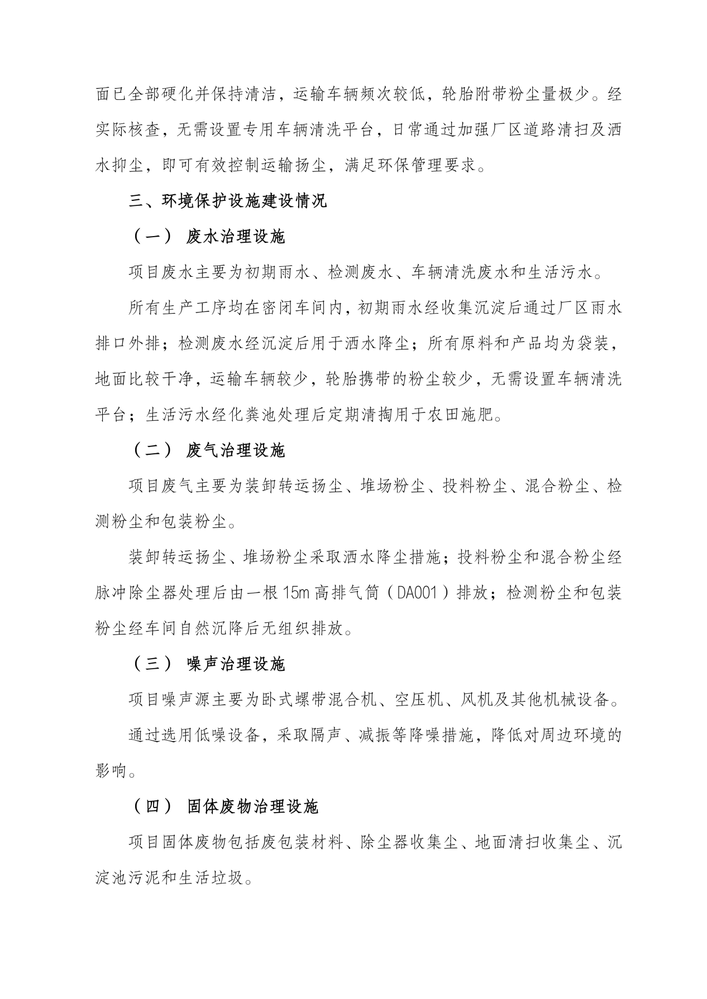 面已全部硬化并保持清洁，运输车辆频次较低，轮胎附带粉尘量极少。经
实际核查，无需设置专用车辆清洗平台，日常通过加强厂区道路清扫及洒
水抑尘，即可有效控制运输扬尘，满足环保管理要求。
三、环境保护设施建设情况
（一） 废水治理设施
项目废水主要为初期雨水、检测废水、车辆清洗废水和生活污水。
所有生产工序均在密闭车间内，初期雨水经收集沉淀后通过厂区雨水
排口外排；检测废水经沉淀后用于洒水降尘；所有原料和产品均为袋装，
地面比较干净，运输车辆较少，轮胎携带的粉尘较少，无需设置车辆清洗
平台；生活污水经化粪池处理后定期清掏用于农田施肥。
（二） 废气治理设施
项目废气主要为装卸转运扬尘、堆场粉尘、投料粉尘、混合粉尘、检
测粉尘和包装粉尘。
装卸转运扬尘、堆场粉尘采取洒水降尘措施；投料粉尘和混合粉尘经
脉冲除尘器处理后由一根 15m 高排气筒（DA001）排放；检测粉尘和包装
粉尘经车间自然沉降后无组织排放。
（三） 噪声治理设施
项目噪声源主要为卧式螺带混合机、空压机、风机及其他机械设备。
通过选用低噪设备，采取隔声、减振等降噪措施，降低对周边环境的
影响。
（四） 固体废物治理设施
项目固体废物包括废包装材料、除尘器收集尘、地面清扫收集尘、沉
淀池污泥和生活垃圾。